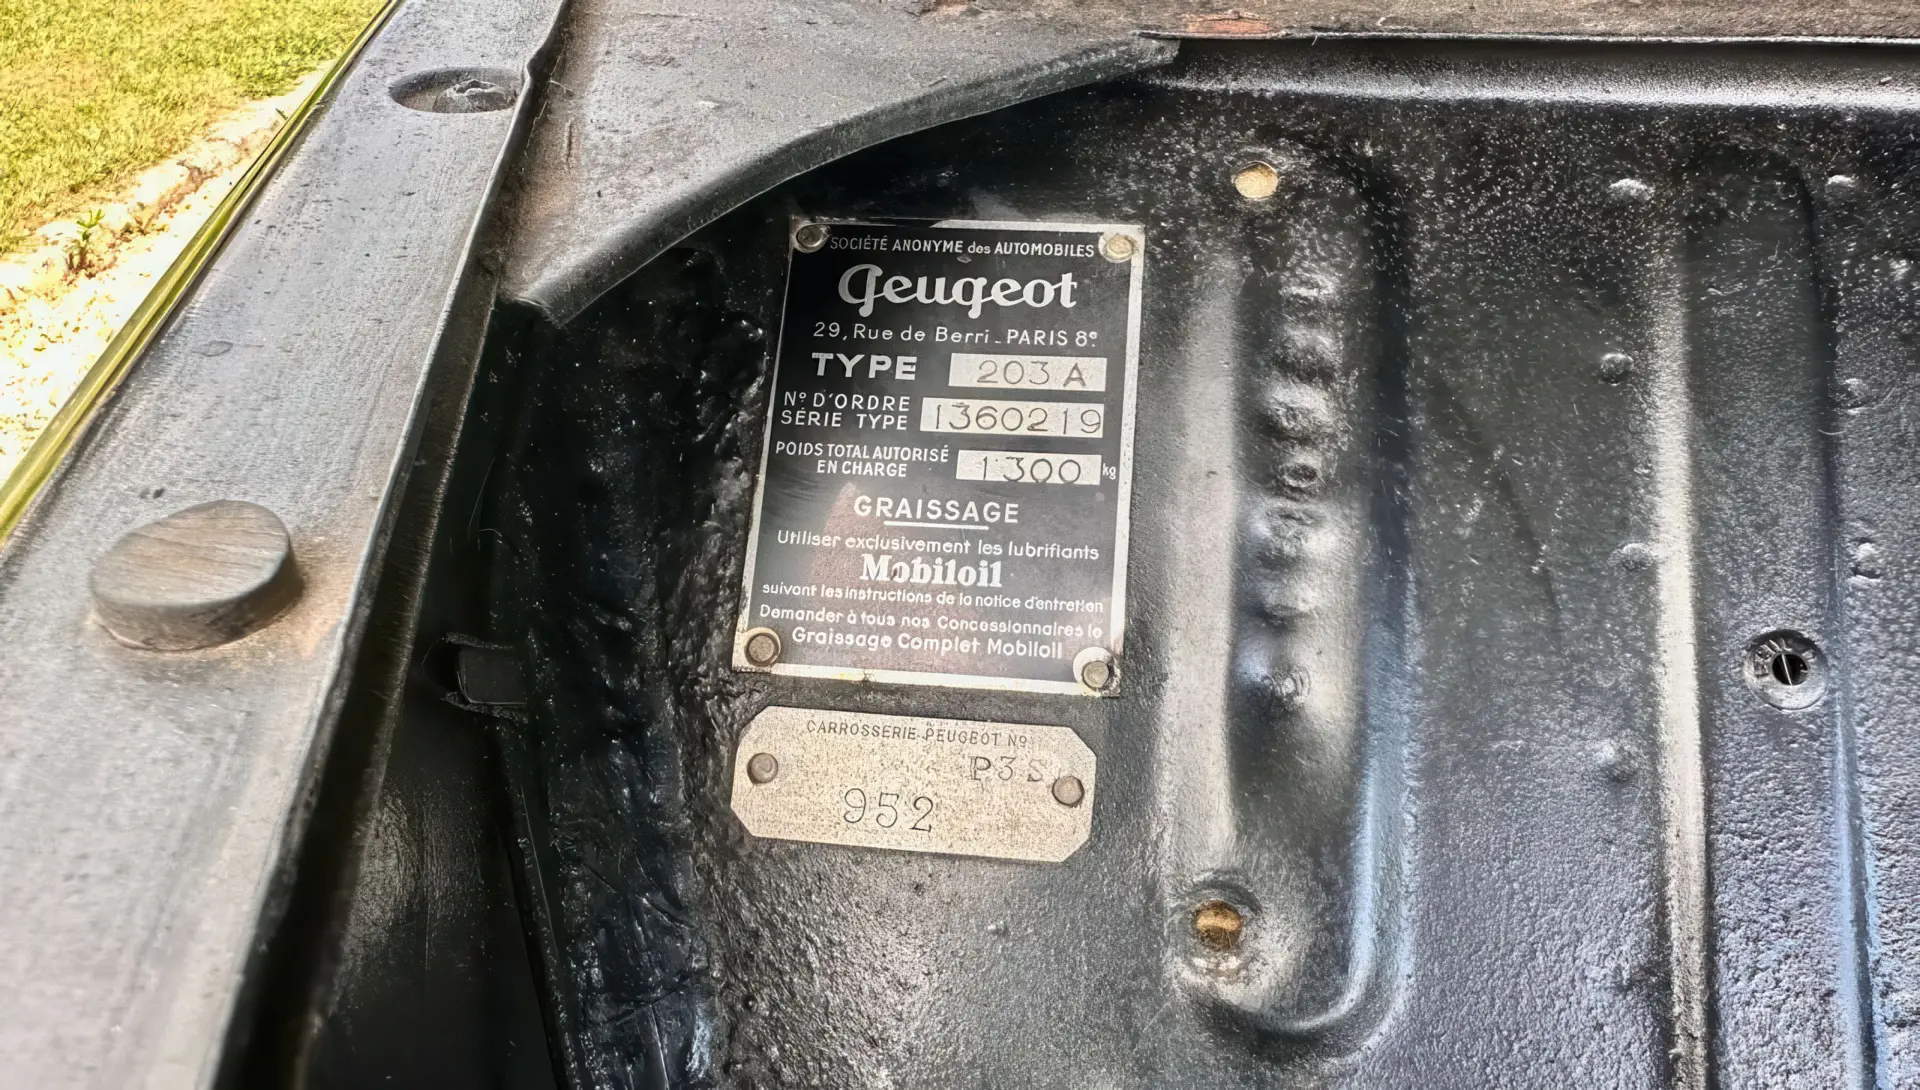 SOCIÉTÉ ANONYME des AUTOMOBILES
Peugeot
29, Rue de Berri - PARIS 8e.
TYPE 203 A
No D'ORDRE
SÉRIE TYPE 1360219
POIDS TOTAL AUTORISÉ
EN CHARGE 1300 kg
GRAISSAGE
Utiliser exclusivement les lubrifiants
Mobiloil
suivant les instructions de la notice d'entretien
Demander à tous nos Concessionnaires le
Graissage Complet Mobiloil
CARROSSERIE PEUGEOT No
P3S
952